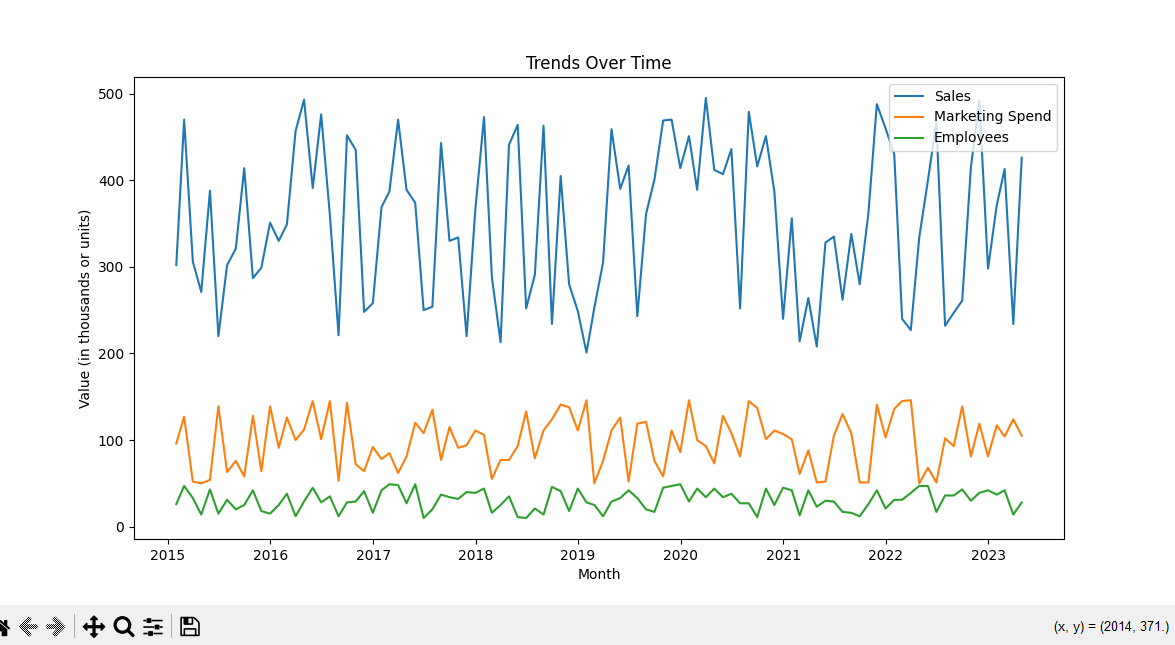 Trends Over Time
Sales
Marketing Spend
Employees
Value (in thousands or units)
500
400
300
200
100
0
2015 2016 2017 2018 2019 2020 2021 2022 2023
Month
(x, y) = (2014, 371.)